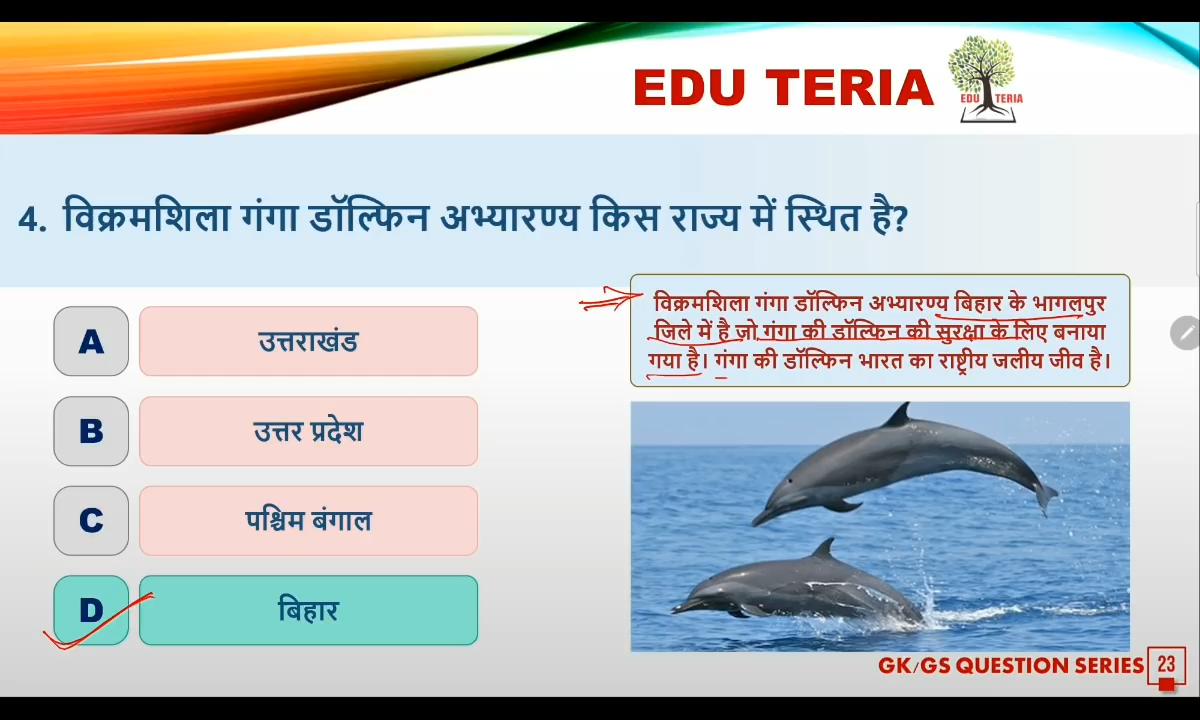 EDU TERIA
EDU TERIA
4. विक्रमशिला गंगा डॉल्फिन अभ्यारण्य किस राज्य में स्थित है?
A उत्तराखंड
B उत्तर प्रदेश
C पश्चिम बंगाल
D बिहार
विक्रमशिला गंगा डॉल्फिन अभ्यारण्य बिहार के भागलपुर
जिले में है जो गंगा की डॉल्फिन की सुरक्षा के लिए बनाया
गया है। गंगा की डॉल्फिन भारत का राष्ट्रीय जलीय जीव है।
GK/GS QUESTION SERIES 23